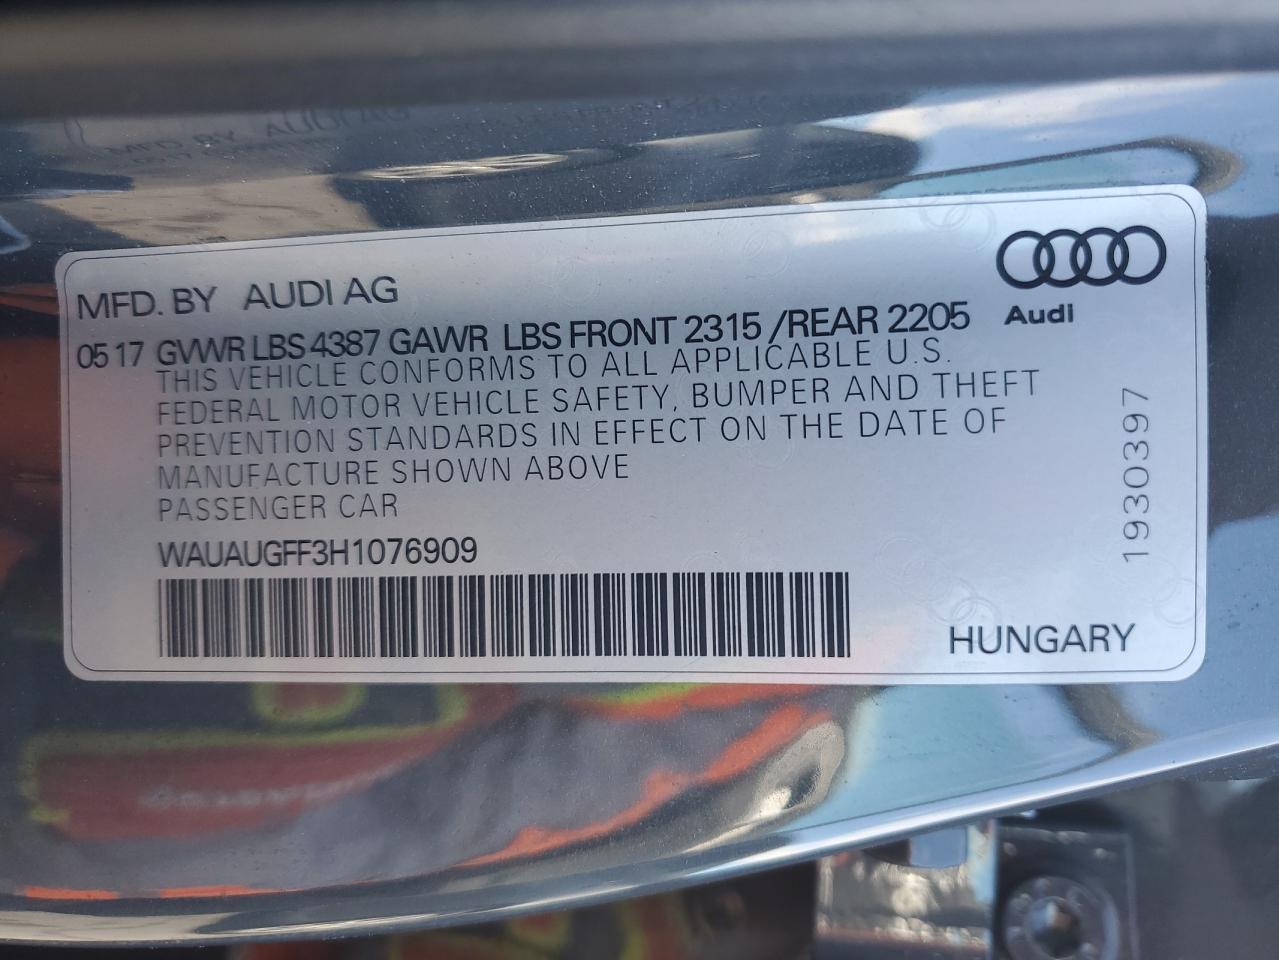 MFD. BY AUDI AG
Audi
05 17 GVWR LBS 4387 GAWR LBS FRONT 2315 /REAR 2205
THIS VEHICLE CONFORMS TO ALL APPLICABLE U.S.
FEDERAL MOTOR VEHICLE SAFETY, BUMPER AND THEFT
PREVENTION STANDARDS IN EFFECT ON THE DATE OF
MANUFACTURE SHOWN ABOVE
PASSENGER CAR
WAUAUGFF3H1076909
1930397
HUNGARY